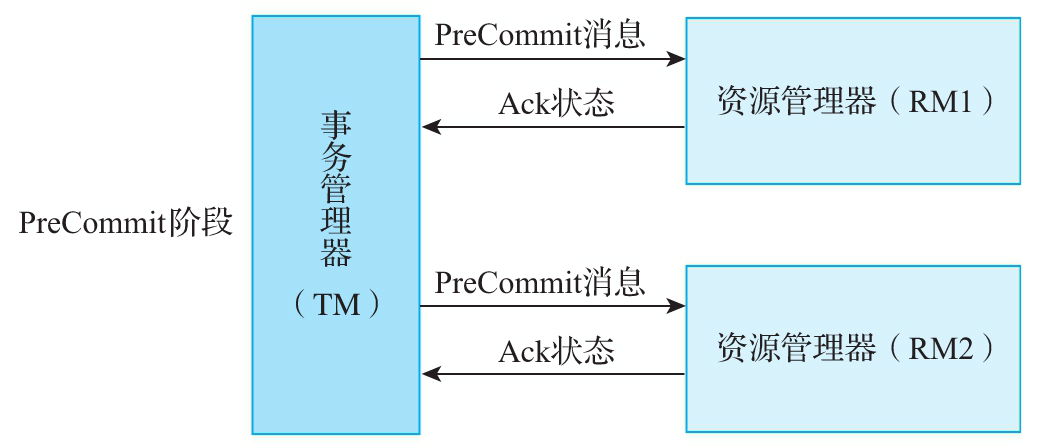 PreCommit阶段
事务管理器
（TM）
PreCommit消息
Ack状态
资源管理器（RM1）
PreCommit消息
Ack状态
资源管理器（RM2）